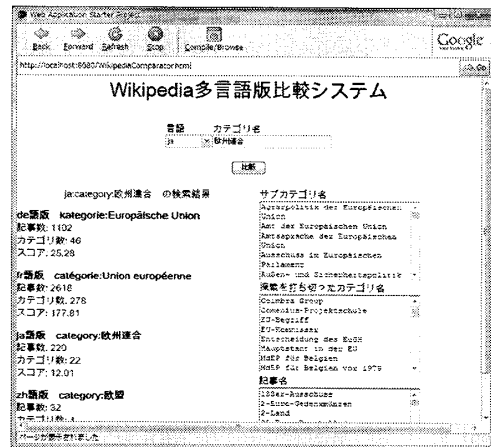 Web Application Starter Project
Back Forward Refresh Stop Compile/Browse
Google
http://localhost:8080/WikipediaComparator.html
Go
Wikipedia多言語版比較システム
言語 カテゴリ名
ja 欧州連合
比較
ja:category:欧州連合 の検索結果
de語版 kategorie:Europäische Union
記事数: 1102
カテゴリ数: 46
スコア: 25.28
fr語版 catégorie:Union européenne
記事数: 2618
カテゴリ数: 278
スコア: 177.81
ja語版 category:欧州連合
記事数: 220
カテゴリ数: 22
スコア: 12.01
zh語版 category:欧盟
記事数: 32
カテゴリ数: 4
サブカテゴリ名
Agrarpolitik der Europäischen
Union
Amt der Europäischen Union
Amtssprache der Europäischen
Union
Ausschuss im Europäischen
Parlament
Außen- und Sicherheitspolitik
探索を打ち切ったカテゴリ名
Coimbra Group
Comenius-Projektschule
EU-Begriff
EU-Kommissar
Entscheidung des EuGH
Hauptstadt in der EU
MdEP für Belgien
MdEP für Belgien vor 1979
記事名
133er-Ausschuss
2-Euro-Gedenkmünzen
2-Land
ページが表示されました